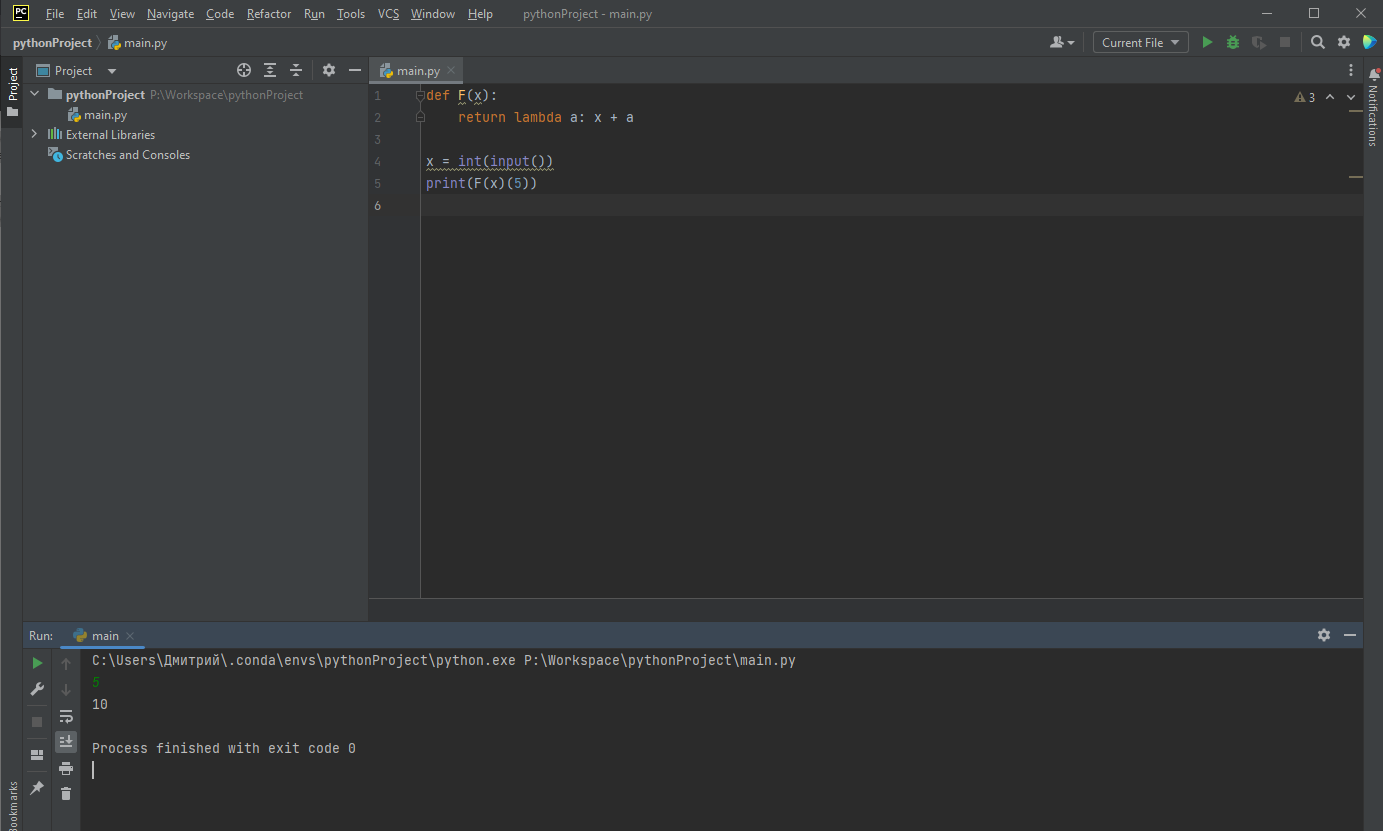 PC File Edit View Navigate Code Refactor Run Tools VCS Window Help pythonProject - main.py
pythonProject main.py Current File
Project
Project
main.py
pythonProject P:\Workspace\pythonProject
main.py
External Libraries
Scratches and Consoles
1 def F(x):
2 return lambda a: x + a
3
4 x = int(input())
5 print(F(x)(5))
6
3
Notifications
Run: main
C:\Users\Дмитрий\.conda\envs\pythonProject\python.exe P:\Workspace\pythonProject\main.py
5
10
Process finished with exit code 0
Bookmarks